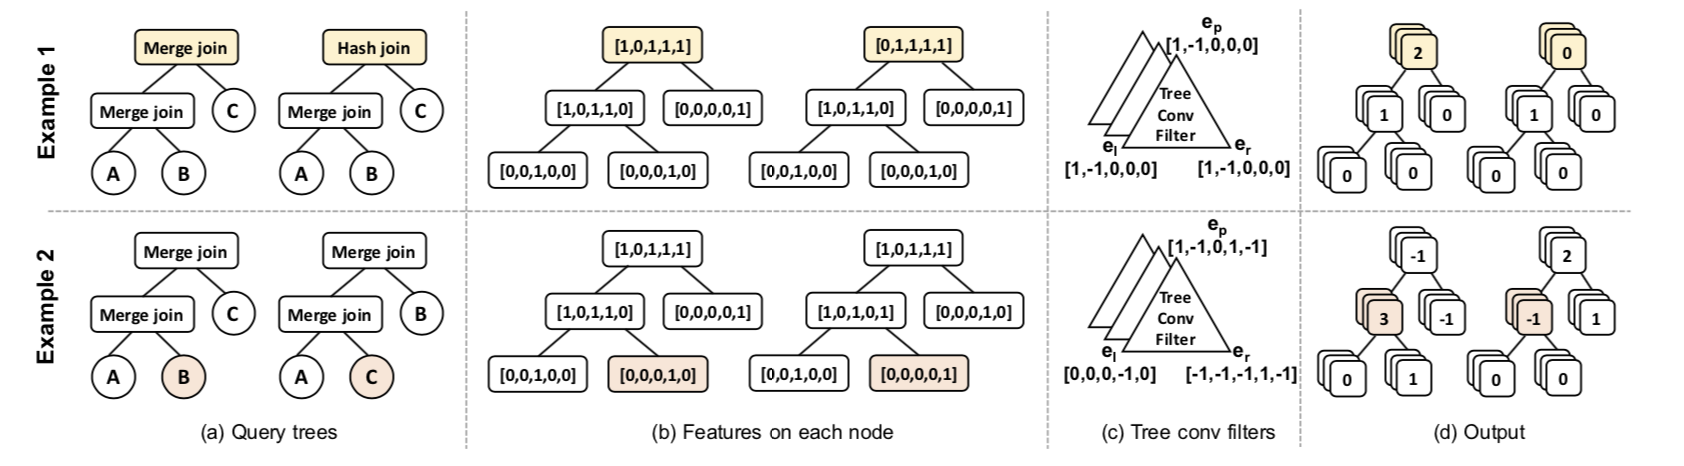 Example 1
Merge join
Hash join
Merge join
C
Merge join
C
A
B
A
B
[1,0,1,1,1]
[0,1,1,1,1]
[1,0,1,1,0]
[0,0,0,0,1]
[1,0,1,1,0]
[0,0,0,0,1]
[0,0,1,0,0]
[0,0,0,1,0]
[0,0,1,0,0]
[0,0,0,1,0]
ep
[1,-1,0,0,0]
Tree
Conv
Filter
el
er
[1,-1,0,0,0]
[1,-1,0,0,0]
2
0
1
0
1
0
0
0
0
0
Example 2
Merge join
Merge join
Merge join
C
Merge join
B
A
B
A
C
[1,0,1,1,1]
[1,0,1,1,1]
[1,0,1,1,0]
[0,0,0,0,1]
[1,0,1,0,1]
[0,0,0,1,0]
[0,0,1,0,0]
[0,0,0,1,0]
[0,0,1,0,0]
[0,0,0,0,1]
ep
[1,-1,0,1,-1]
Tree
Conv
Filter
el
er
[0,0,0,-1,0]
[-1,-1,-1,1,-1]
-1
2
3
-1
-1
1
0
1
0
0
(a) Query trees
(b) Features on each node
(c) Tree conv filters
(d) Output